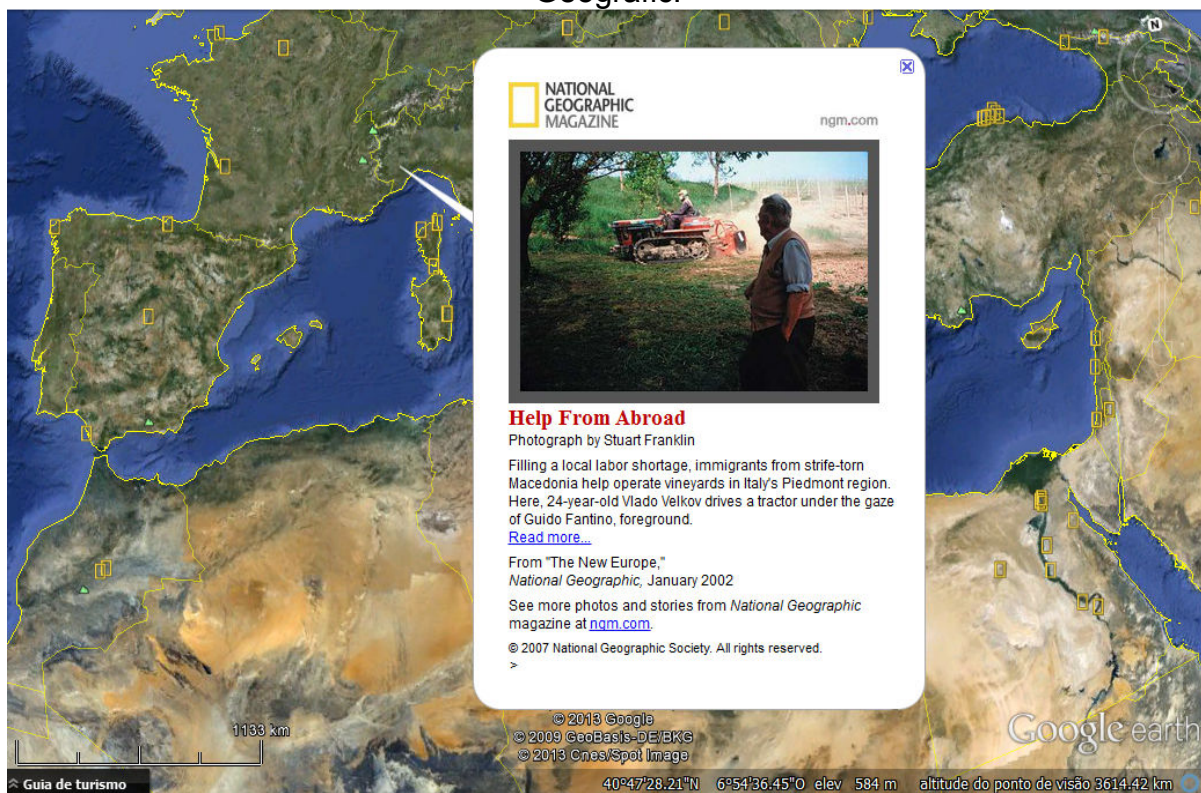 Geografic.
N
NATIONAL
GEOGRAPHIC
MAGAZINE
ngm.com
Help From Abroad
Photograph by Stuart Franklin
Filling a local labor shortage, immigrants from strife-torn
Macedonia help operate vineyards in Italy's Piedmont region.
Here, 24-year-old Vlado Velkov drives a tractor under the gaze
of Guido Fantino, foreground.
Read more...
From "The New Europe,"
National Geographic, January 2002
See more photos and stories from National Geographic
magazine at ngm.com.
© 2007 National Geographic Society. All rights reserved.
>
1133 km
© 2013 Google
© 2009 GeoBasis-DE/BKG
© 2013 Cnes/Spot Image
Google earth
Guia de turismo
40°47'28.21"N 6°54'36.45"O elev 584 m altitude do ponto de visão 3614.42 km